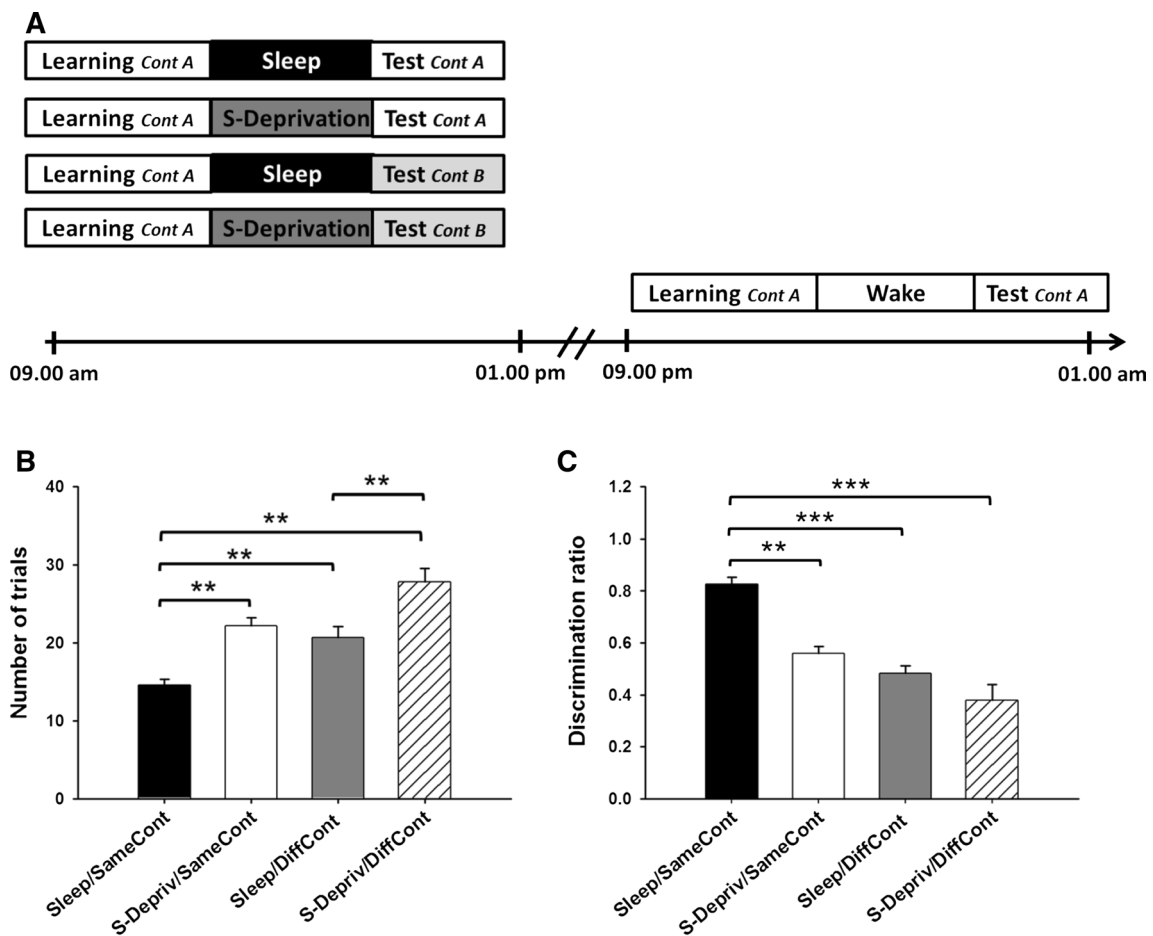 A
Learning Cont A Sleep Test Cont A
Learning Cont A S-Deprivation Test Cont A
Learning Cont A Sleep Test Cont B
Learning Cont A S-Deprivation Test Cont B
Learning Cont A Wake Test Cont A
09.00 am 01.00 pm 09.00 pm 01.00 am
B
Number of trials
40
30
20
10
0
**
**
**
**
Sleep/SameCont
S-Depriv/SameCont
Sleep/DiffCont
S-Depriv/DiffCont
C
Discrimination ratio
1.2
1.0
0.8
0.6
0.4
0.2
0.0
***
***
**
Sleep/SameCont
S-Depriv/SameCont
Sleep/DiffCont
S-Depriv/DiffCont